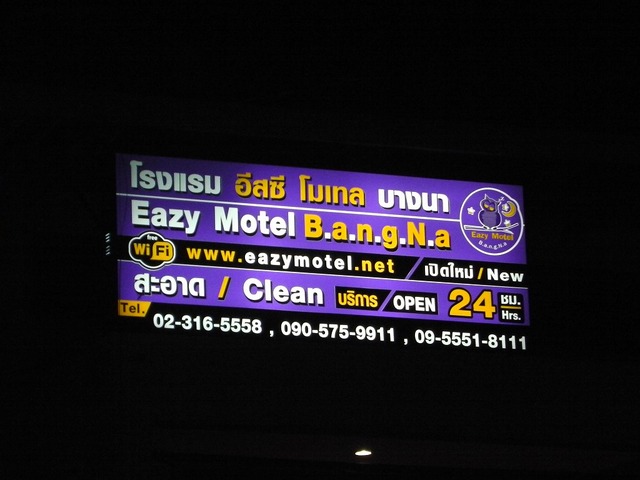 โรงแรม อีสซี่ โมเทล บางนา
Eazy Motel B.a.n.g.N.a
Eazy Motel
B.a.n.g.N.a
WiFi
www.eazymotel.net / เปิดใหม่ / New
สะอาด / Clean บริการ / OPEN 24 ชม.
Hrs.
Tel. 02-316-5558 , 090-575-9911 , 09-5551-8111